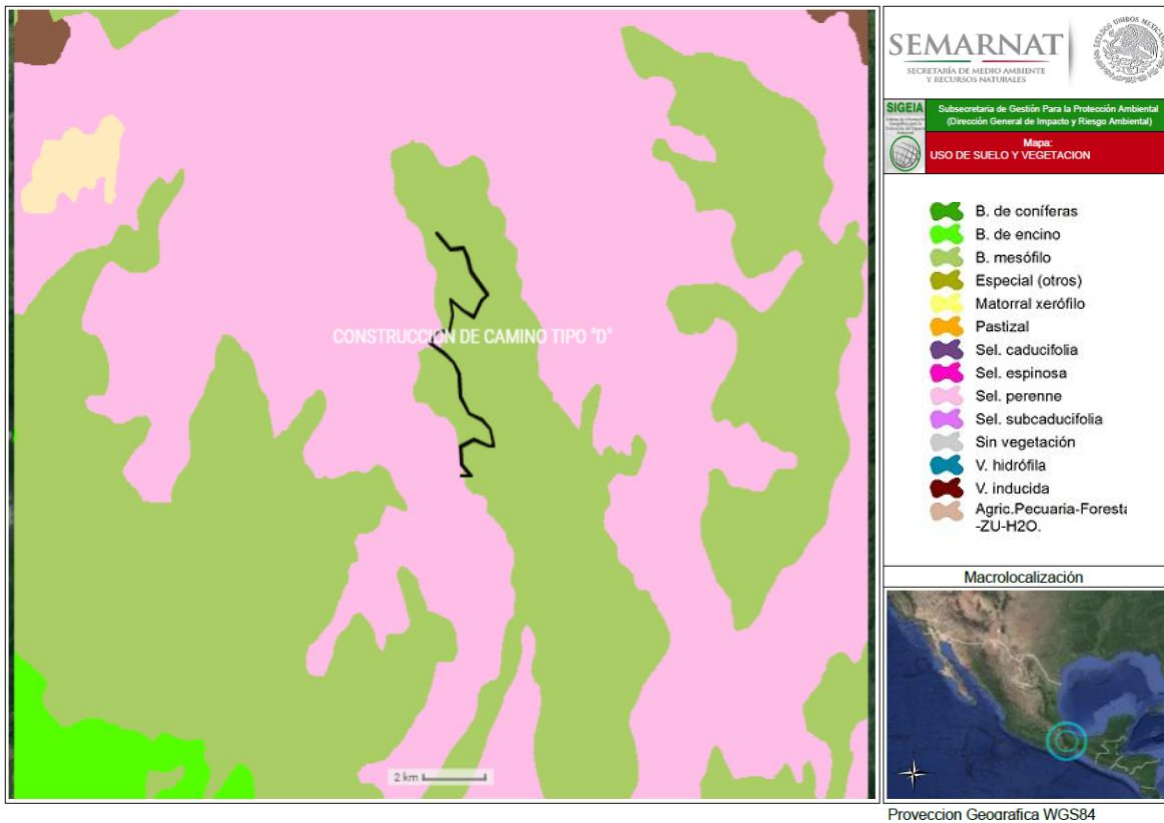 CONSTRUCCION DE CAMINO TIPO "D"
2 km
SEMARNAT
SECRETARÍA DE MEDIO AMBIENTE
Y RECURSOS NATURALES
ESTADOS UNIDOS MEXICANOS
SIGEIA
Subsecretaria de Gestión Para la Protección Ambiental
(Dirección General de Impacto y Riesgo Ambiental)
Mapa:
USO DE SUELO Y VEGETACION
B. de coníferas
B. de encino
B. mesófilo
Especial (otros)
Matorral xerófilo
Pastizal
Sel. caducifolia
Sel. espinosa
Sel. perenne
Sel. subcaducifolia
Sin vegetación
V. hidrófila
V. inducida
Agric.Pecuaria-Foresta
-ZU-H2O.
Macrolocalización
Proyeccion Geografica WGS84